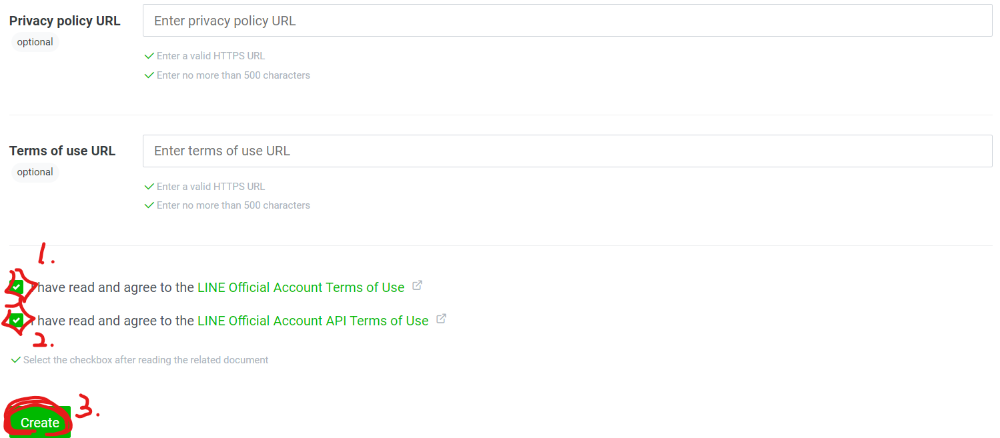 Privacy policy URL
Enter privacy policy URL
optional
Enter a valid HTTPS URL
Enter no more than 500 characters
Terms of use URL
Enter terms of use URL
optional
Enter a valid HTTPS URL
Enter no more than 500 characters
1.
I have read and agree to the LINE Official Account Terms of Use
I have read and agree to the LINE Official Account API Terms of Use
2.
Select the checkbox after reading the related document
3.
Create